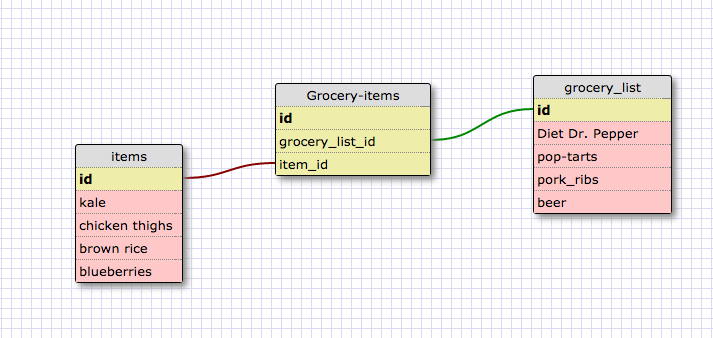 items
id
kale
chicken thighs
brown rice
blueberries
Grocery-items
id
grocery_list_id
item_id
grocery_list
id
Diet Dr. Pepper
pop-tarts
pork_ribs
beer